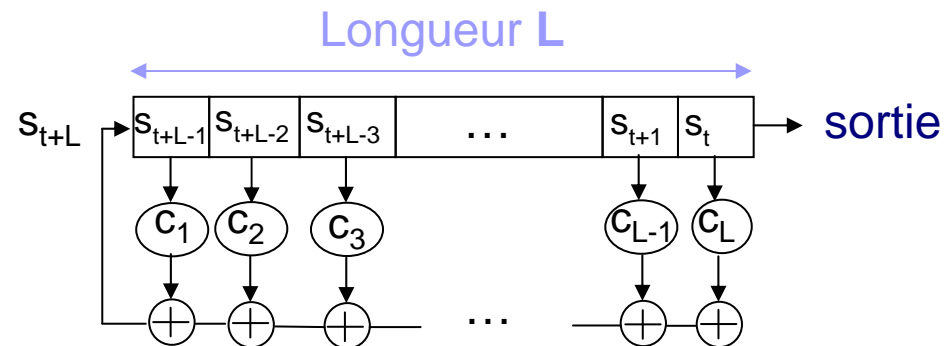 Longueur L
s_{t+L} s_{t+L-1} s_{t+L-2} s_{t+L-3} ... s_{t+1} s_t sortie
c_1 c_2 c_3 c_{L-1} c_L
+ + + ... + +